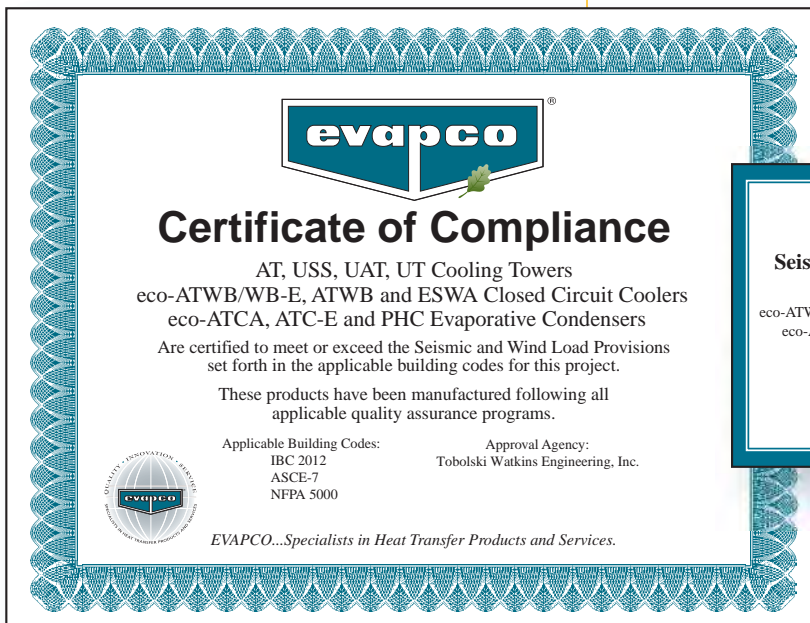 evapco ®
Certificate of Compliance
AT, USS, UAT, UT Cooling Towers
eco-ATWB/WB-E, ATWB and ESWA Closed Circuit Coolers
eco-ATCA, ATC-E and PHC Evaporative Condensers
Are certified to meet or exceed the Seismic and Wind Load Provisions
set forth in the applicable building codes for this project.
These products have been manufactured following all
applicable quality assurance programs.
Applicable Building Codes:
IBC 2012
ASCE-7
NFPA 5000
Approval Agency:
Tobolski Watkins Engineering, Inc.
QUALITY • INNOVATION • SERVICE
evapco
SPECIALISTS IN HEAT TRANSFER PRODUCTS AND SERVICES
EVAPCO...Specialists in Heat Transfer Products and Services.
Seis
eco-ATW
eco-A